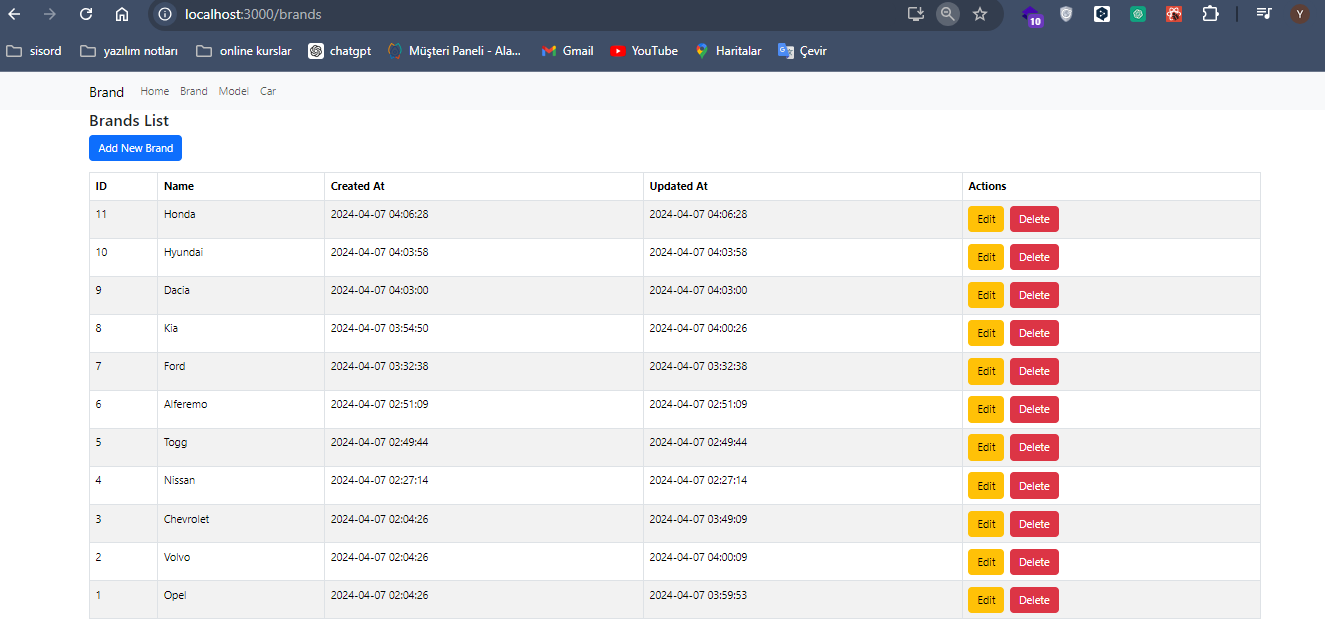 localhost:3000/brands
10
Y
sisord yazılım notları online kurslar chatgpt Müşteri Paneli - Ala... Gmail YouTube Haritalar Çevir
Brand Home Brand Model Car
Brands List
Add New Brand
ID Name Created At Updated At Actions
11 Honda 2024-04-07 04:06:28 2024-04-07 04:06:28 Edit Delete
10 Hyundai 2024-04-07 04:03:58 2024-04-07 04:03:58 Edit Delete
9 Dacia 2024-04-07 04:03:00 2024-04-07 04:03:00 Edit Delete
8 Kia 2024-04-07 03:54:50 2024-04-07 04:00:26 Edit Delete
7 Ford 2024-04-07 03:32:38 2024-04-07 03:32:38 Edit Delete
6 Alferemo 2024-04-07 02:51:09 2024-04-07 02:51:09 Edit Delete
5 Togg 2024-04-07 02:49:44 2024-04-07 02:49:44 Edit Delete
4 Nissan 2024-04-07 02:27:14 2024-04-07 02:27:14 Edit Delete
3 Chevrolet 2024-04-07 02:04:26 2024-04-07 03:49:09 Edit Delete
2 Volvo 2024-04-07 02:04:26 2024-04-07 04:00:09 Edit Delete
1 Opel 2024-04-07 02:04:26 2024-04-07 03:59:53 Edit Delete